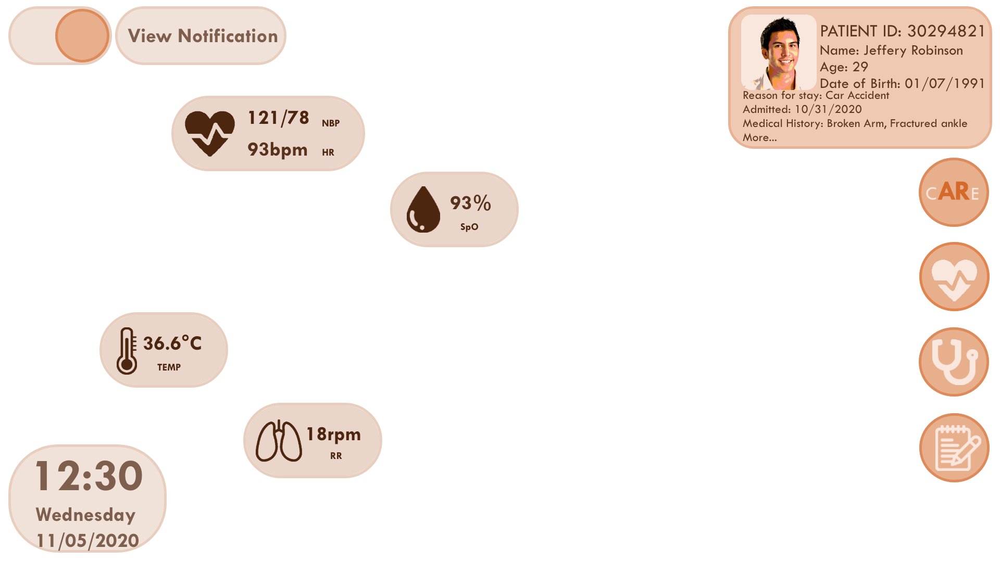 View Notification
PATIENT ID: 30294821
Name: Jeffery Robinson
Age: 29
Date of Birth: 01/07/1991
Reason for stay: Car Accident
Admitted: 10/31/2020
Medical History: Broken Arm, Fractured ankle
More...
121/78 NBP
93bpm HR
93%
SpO
CARE
36.6°C
TEMP
18rpm
RR
12:30
Wednesday
11/05/2020